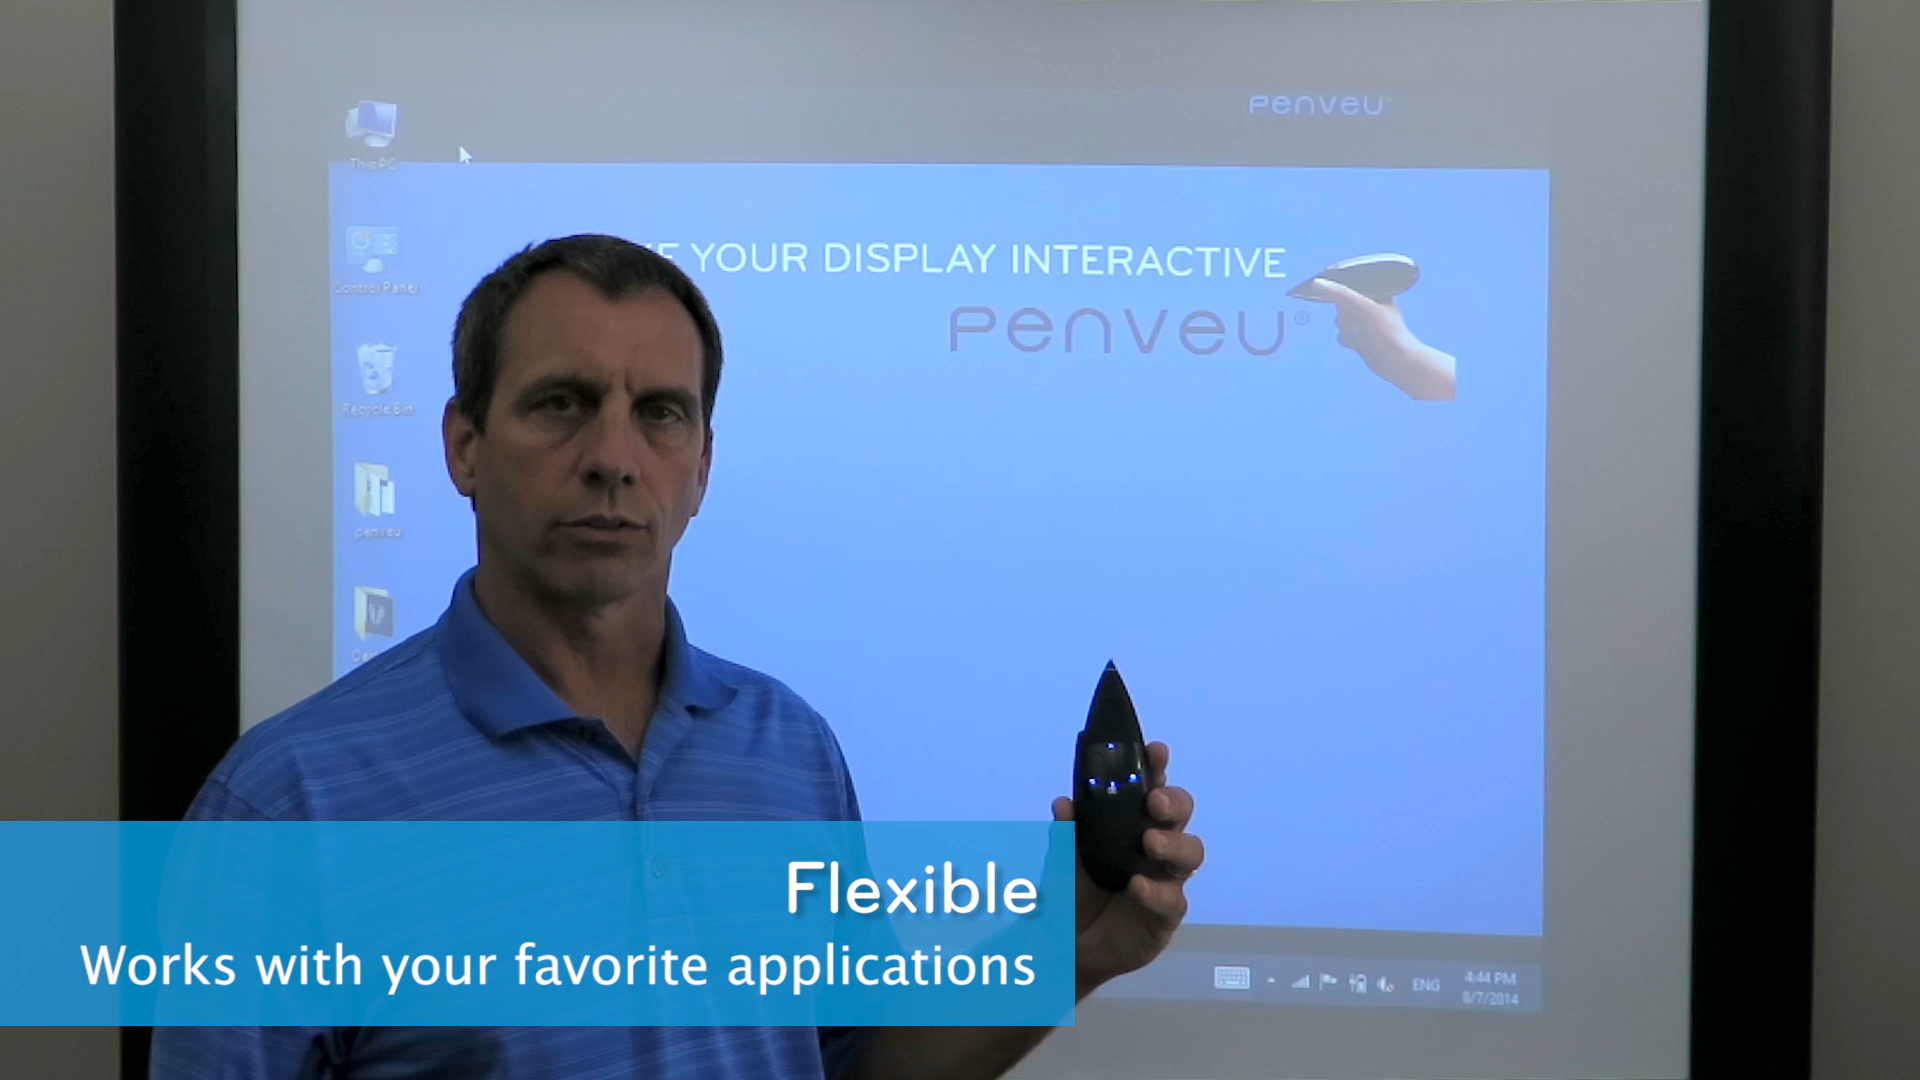 penveu®
This PC
E YOUR DISPLAY INTERACTIVE
penveu®
Control Panel
Recycle Bin
penveu
Flexible
Works with your favorite applications
ENG
4:44 PM
8/7/2014